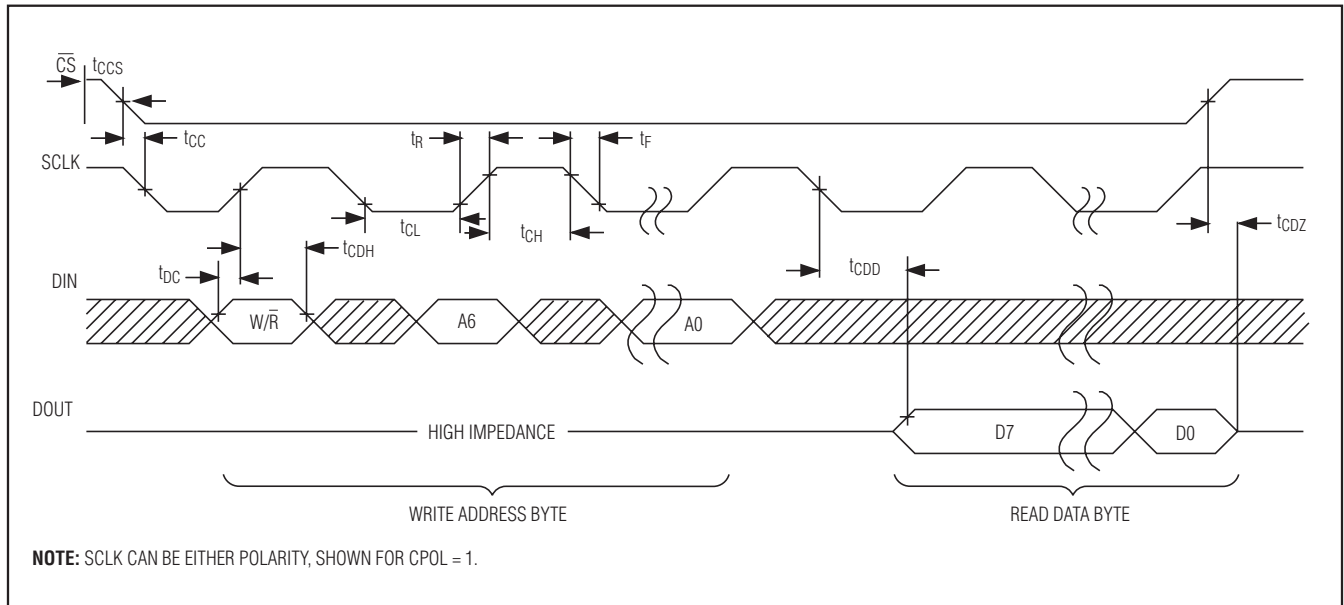 C̅S̅ tCCS
tCC
tR
tF
SCLK
tCL
tCH
tCDZ
tCDH
tDC
tCDD
DIN
W/R̅
A6
A0
DOUT
HIGH IMPEDANCE
D7
D0
WRITE ADDRESS BYTE
READ DATA BYTE
NOTE: SCLK CAN BE EITHER POLARITY, SHOWN FOR CPOL = 1.